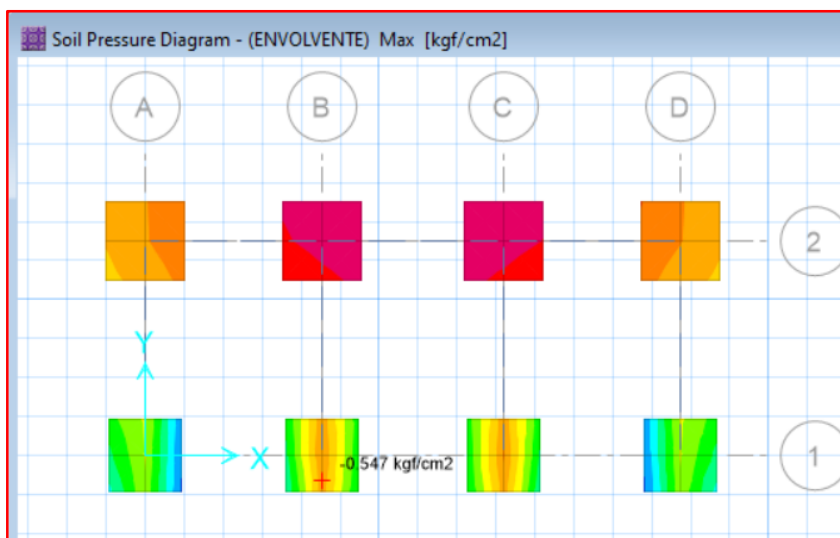 Soil Pressure Diagram - (ENVOLVENTE) Max [kgf/cm2]
A B C D
2
Y
X
-0.547 kgf/cm2
1